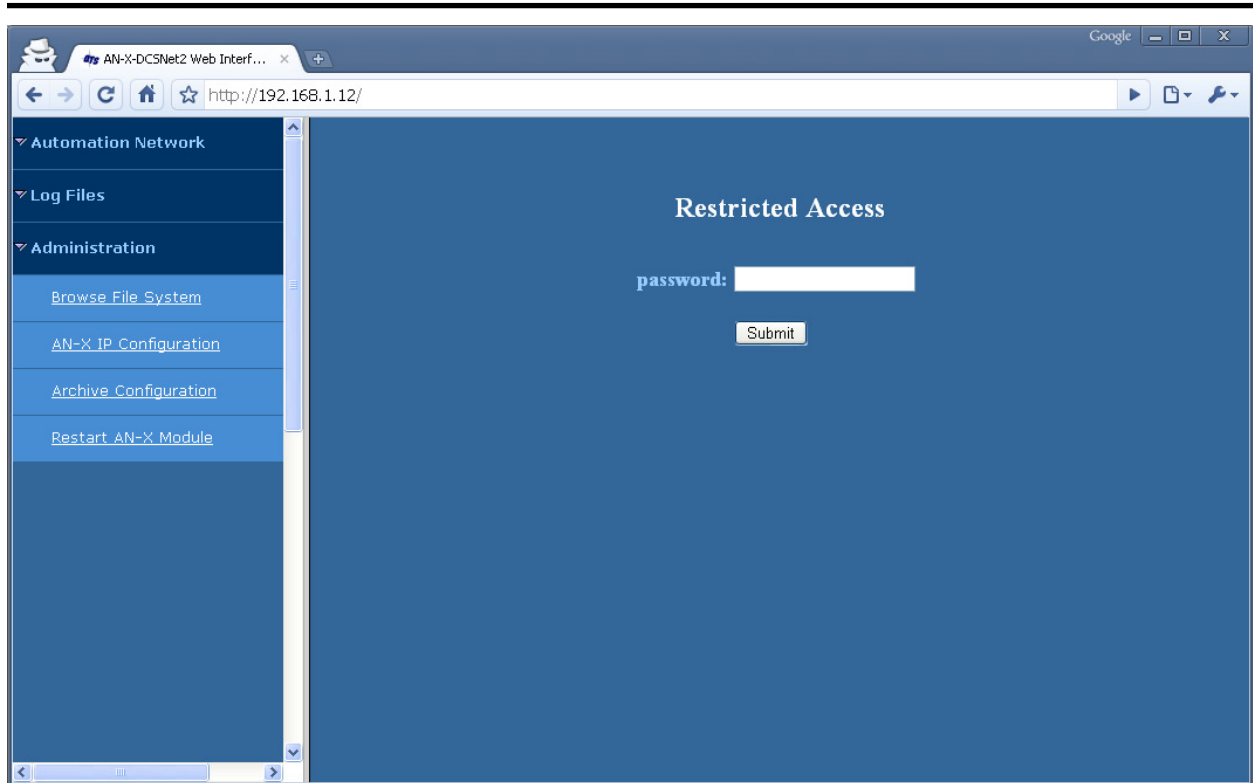 Google
AN-X-DCSNet2 Web Interf...
http://192.168.1.12/
Automation Network
Log Files
Administration
Browse File System
AN-X IP Configuration
Archive Configuration
Restart AN-X Module
Restricted Access
password:
Submit